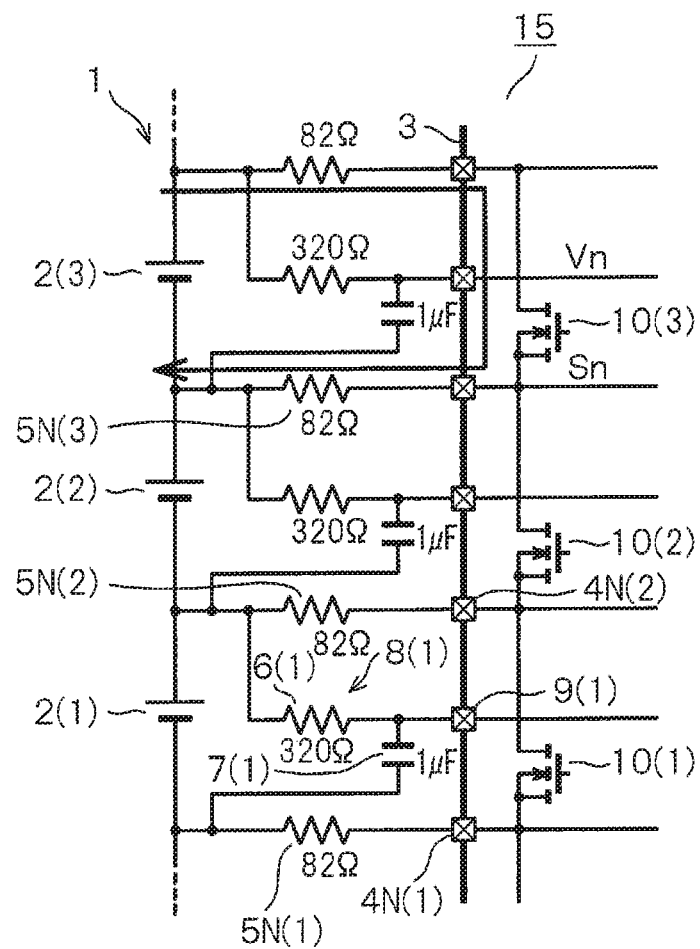 15
1
3
82Ω
320Ω
Vn
2(3)
1μF
10(3)
Sn
5N(3)
82Ω
2(2)
320Ω
1μF
10(2)
5N(2)
4N(2)
82Ω
6(1)
8(1)
9(1)
2(1)
320Ω
7(1)
1μF
10(1)
82Ω
4N(1)
5N(1)